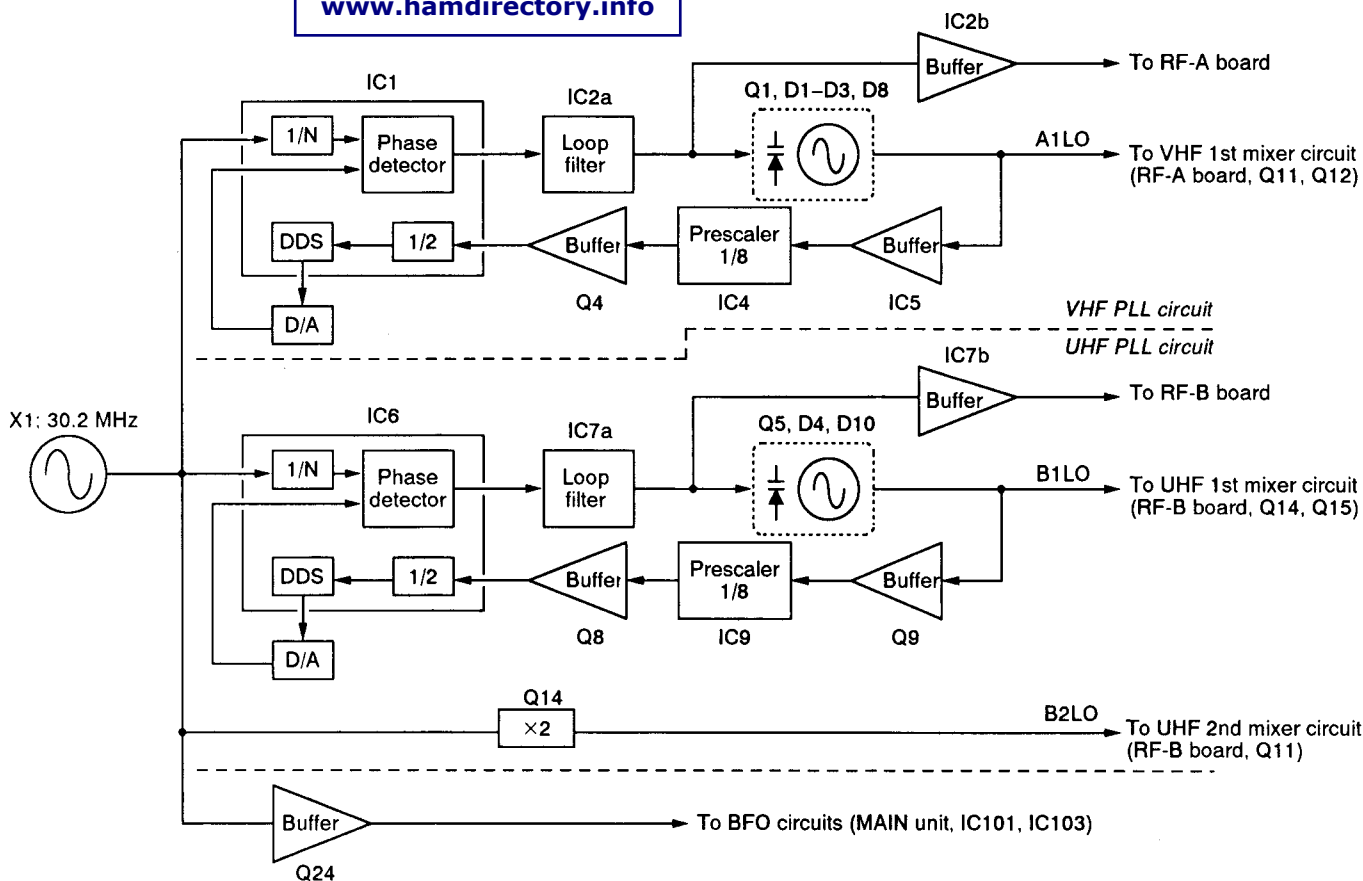 www.hamdirectory.info
IC2b
Buffer
To RF-A board
IC1
IC2a
Q1, D1–D3, D8
1/N
Phase
detector
Loop
filter
A1LO
To VHF 1st mixer circuit
(RF-A board, Q11, Q12)
DDS
1/2
Buffer
Prescaler
1/8
Buffer
D/A
Q4
IC4
IC5
VHF PLL circuit
UHF PLL circuit
IC7b
Buffer
To RF-B board
X1; 30.2 MHz
IC6
IC7a
Q5, D4, D10
1/N
Phase
detector
Loop
filter
B1LO
To UHF 1st mixer circuit
(RF-B board, Q14, Q15)
DDS
1/2
Buffer
Prescaler
1/8
Buffer
D/A
Q8
IC9
Q9
Q14
×2
B2LO
To UHF 2nd mixer circuit
(RF-B board, Q11)
Buffer
To BFO circuits (MAIN unit, IC101, IC103)
Q24